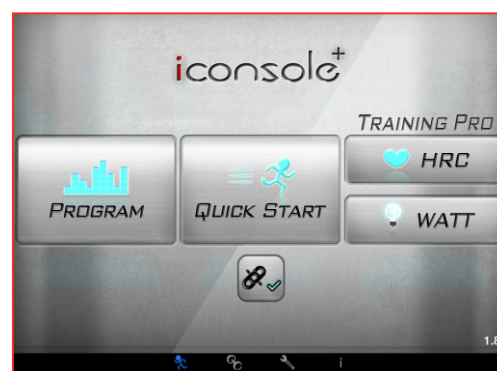 iconsole+
TRAINING PRO
PROGRAM
QUICK START
HRC
WATT
1.8
i